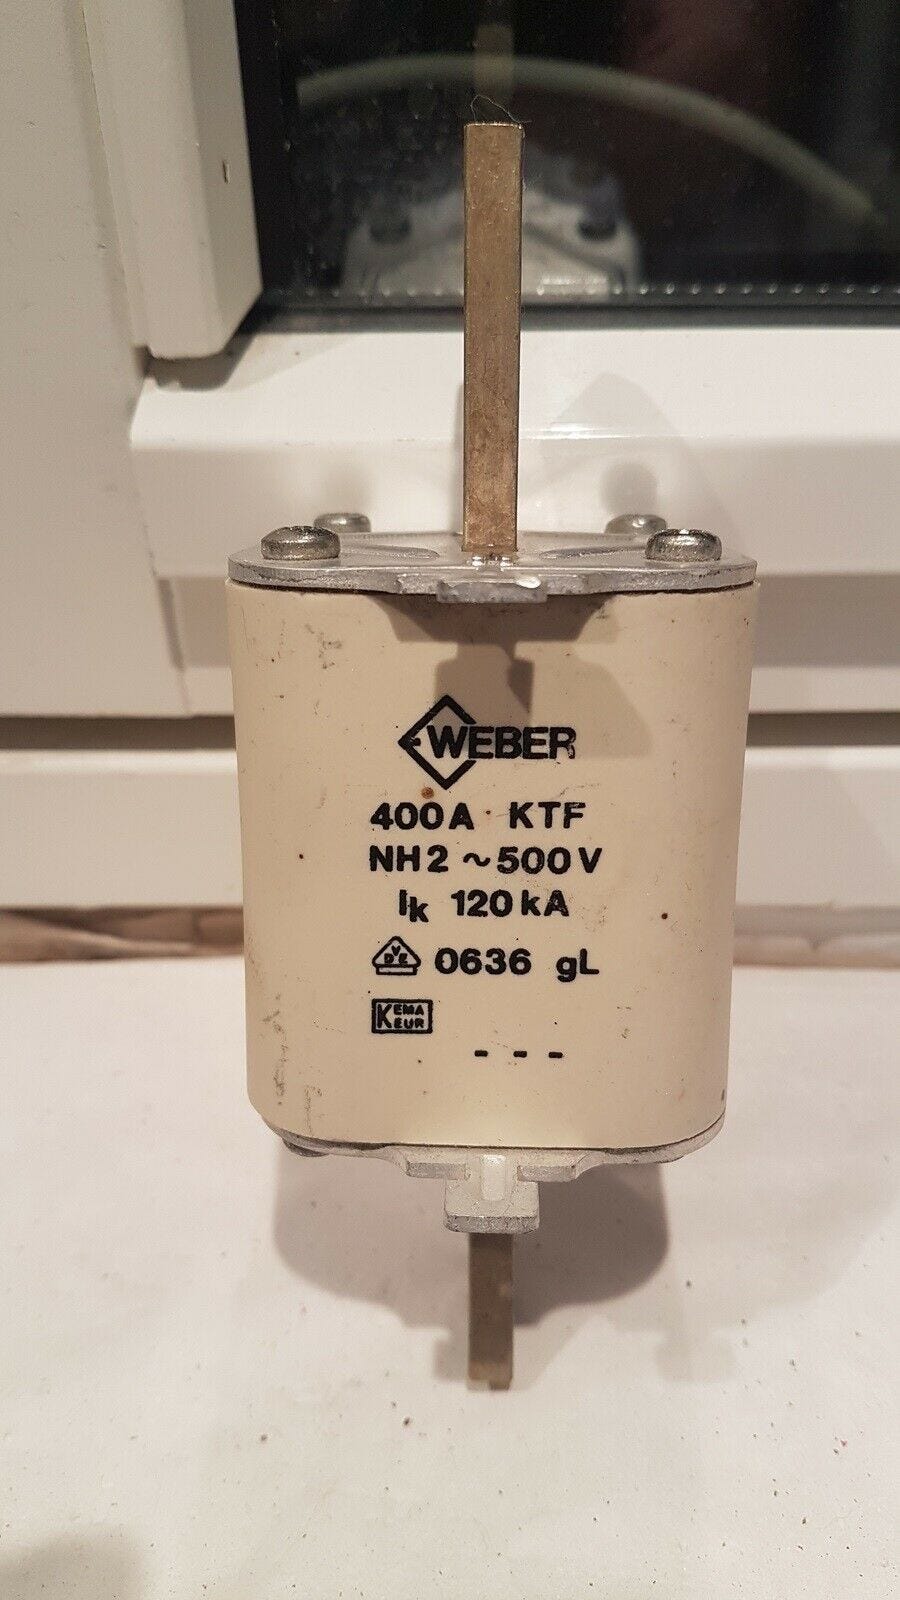 WEBER
400A KTF
NH2 ~500V
Ik 120kA
VDE 0636 gL
KEMA
KEUR
- - -